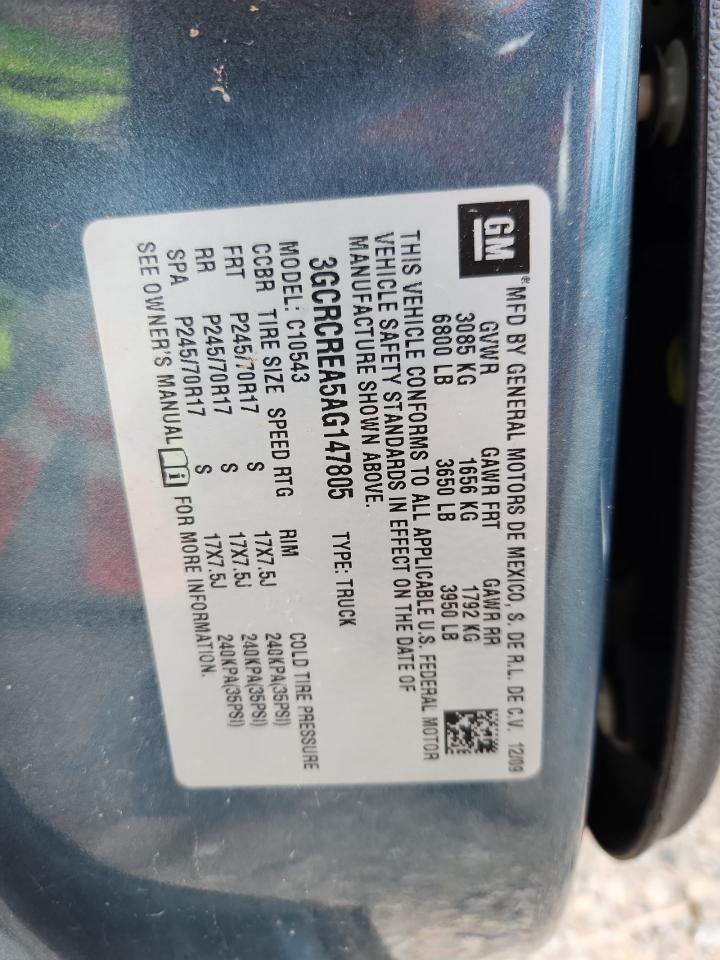 GM® MFD BY GENERAL MOTORS DE MEXICO, S. DE R.L. DE C.V. 12/09
GVWR GAWR FRT GAWR RR
3085 KG 1656 KG 1792 KG
6800 LB 3650 LB 3950 LB
THIS VEHICLE CONFORMS TO ALL APPLICABLE U.S. FEDERAL MOTOR
VEHICLE SAFETY STANDARDS IN EFFECT ON THE DATE OF
MANUFACTURE SHOWN ABOVE.
3GCRCREA5AG147805 TYPE: TRUCK
MODEL: C10543
CCBR TIRE SIZE SPEED RTG RIM COLD TIRE PRESSURE
FRT P245/70R17 S 17X7.5J 240KPA(35PSI)
RR P245/70R17 S 17X7.5J 240KPA(35PSI)
SPA P245/70R17 S 17X7.5J 240KPA(35PSI)
SEE OWNER'S MANUAL i FOR MORE INFORMATION.